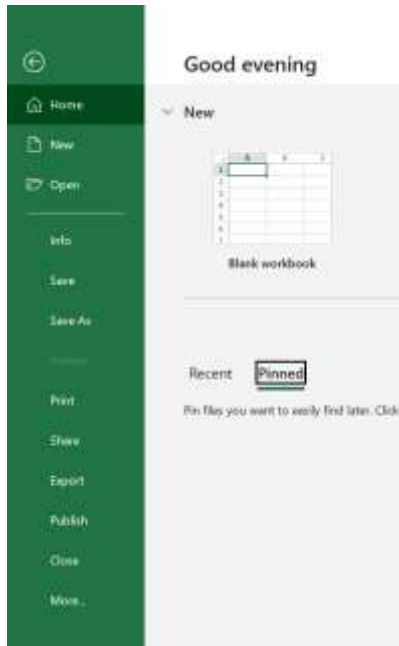 Good evening
Home
New
Open
Info
Save
Save As
Print
Share
Export
Publish
Close
More...
New
Blank workbook
Recent Pinned
Pin files you want to easily find later. Click